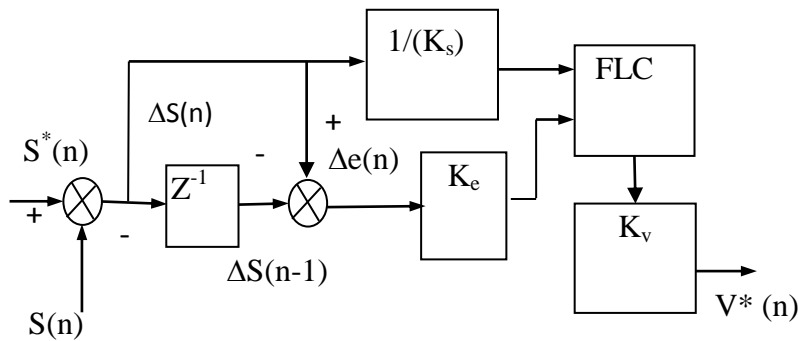 1/(Kₛ)
FLC
ΔS(n)
+
S*(n)
-
Δe(n)
Z⁻¹
Kₑ
+
-
Kᵥ
ΔS(n-1)
V* (n)
S(n)